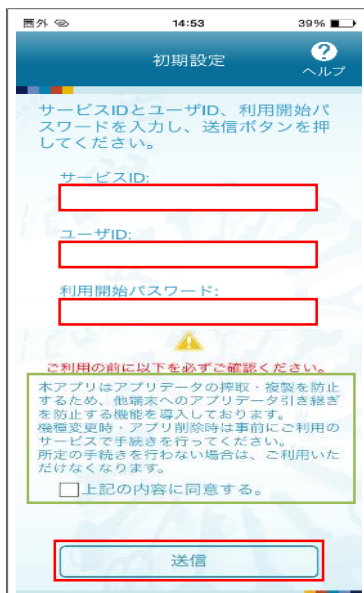 圏外
14:53
39%
初期設定
?
ヘルプ
サービスIDとユーザID、利用開始パ
スワードを入力し、送信ボタンを押
してください。
サービスID:
ユーザID:
利用開始パスワード:
ご利用の前に以下を必ずご確認ください。
本アプリはアプリデータの搾取・複製を防止
するため、他端末へのアプリデータ引き継ぎ
を防止する機能を導入しております。
機種変更時・アプリ削除時は事前にご利用の
サービスで手続きを行ってください。
所定の手続きを行わない場合は、ご利用いた
だけなくなります。
上記の内容に同意する。
送信